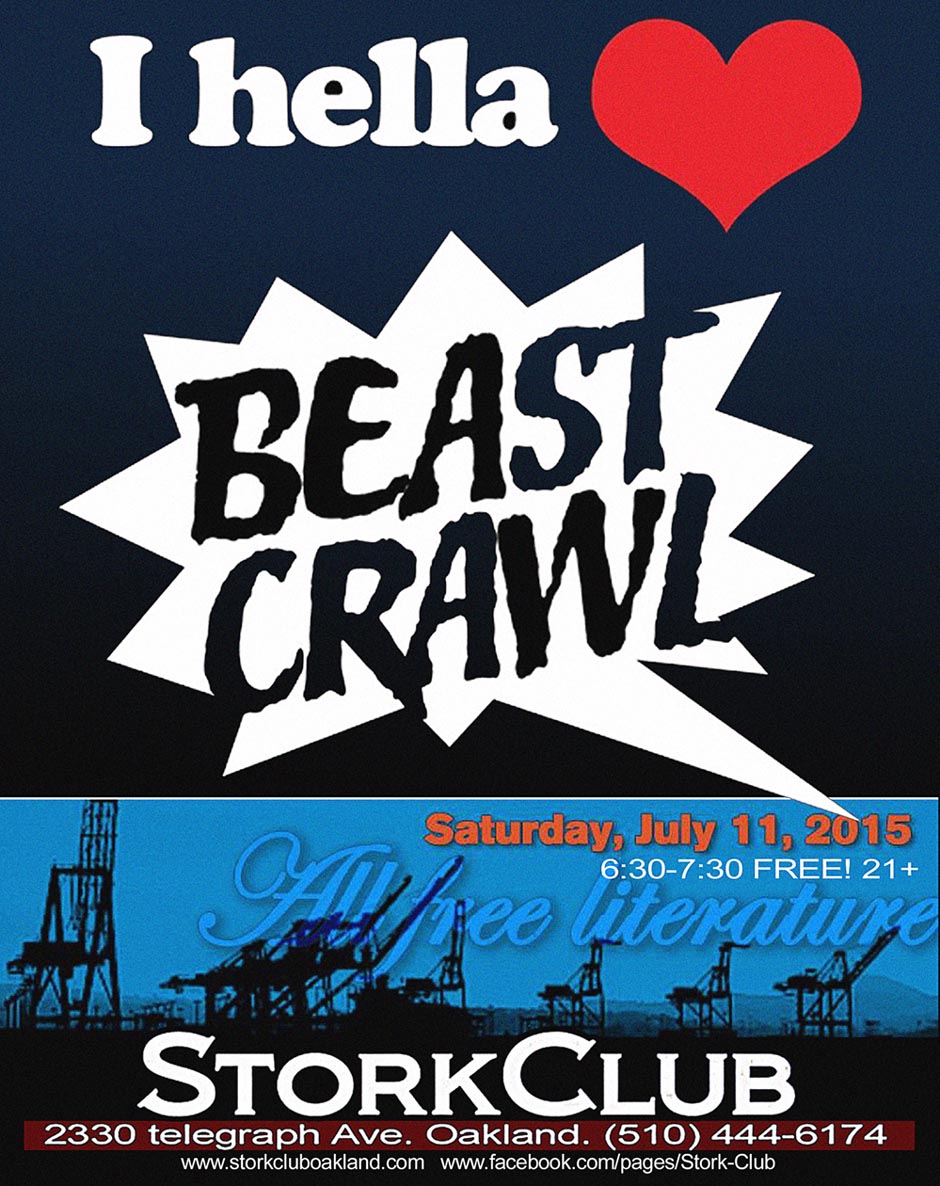 I hella
BEAST
CRAWL
Saturday, July 11, 2015
6:30-7:30 FREE! 21+
All free literature
STORKCLUB
2330 telegraph Ave. Oakland. (510) 444-6174
www.storkcluboakland.com www.facebook.com/pages/Stork-Club